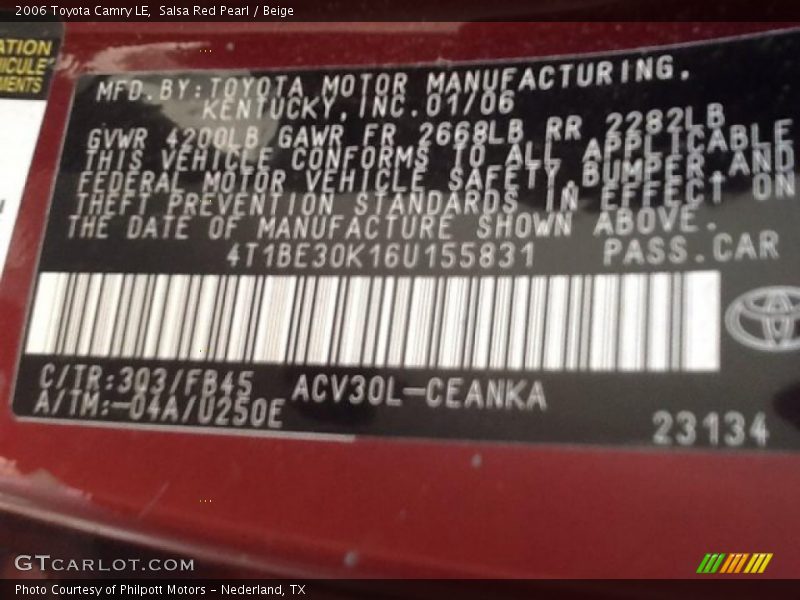 2006 Toyota Camry LE, Salsa Red Pearl / Beige
ATION
HICULE
MENTS
MFD.BY:TOYOTA MOTOR MANUFACTURING.
KENTUCKY,INC.01/06
GVWR 4200LB GAWR FR 2668LB RR 2282LB
THIS VEHICLE CONFORMS TO ALL APPLICABLE
FEDERAL MOTOR VEHICLE SAFETY,BUMPER,AND
THEFT PREVENTION STANDARDS IN EFFECT ON
THE DATE OF MANUFACTURE SHOWN ABOVE.
4T1BE30K16U155831 PASS.CAR
C/TR:3Q3/FB45 ACV30L-CEANKA
A/TM:-04A/U250E
23134
GTCARLOT.COM
Photo Courtesy of Philpott Motors - Nederland, TX